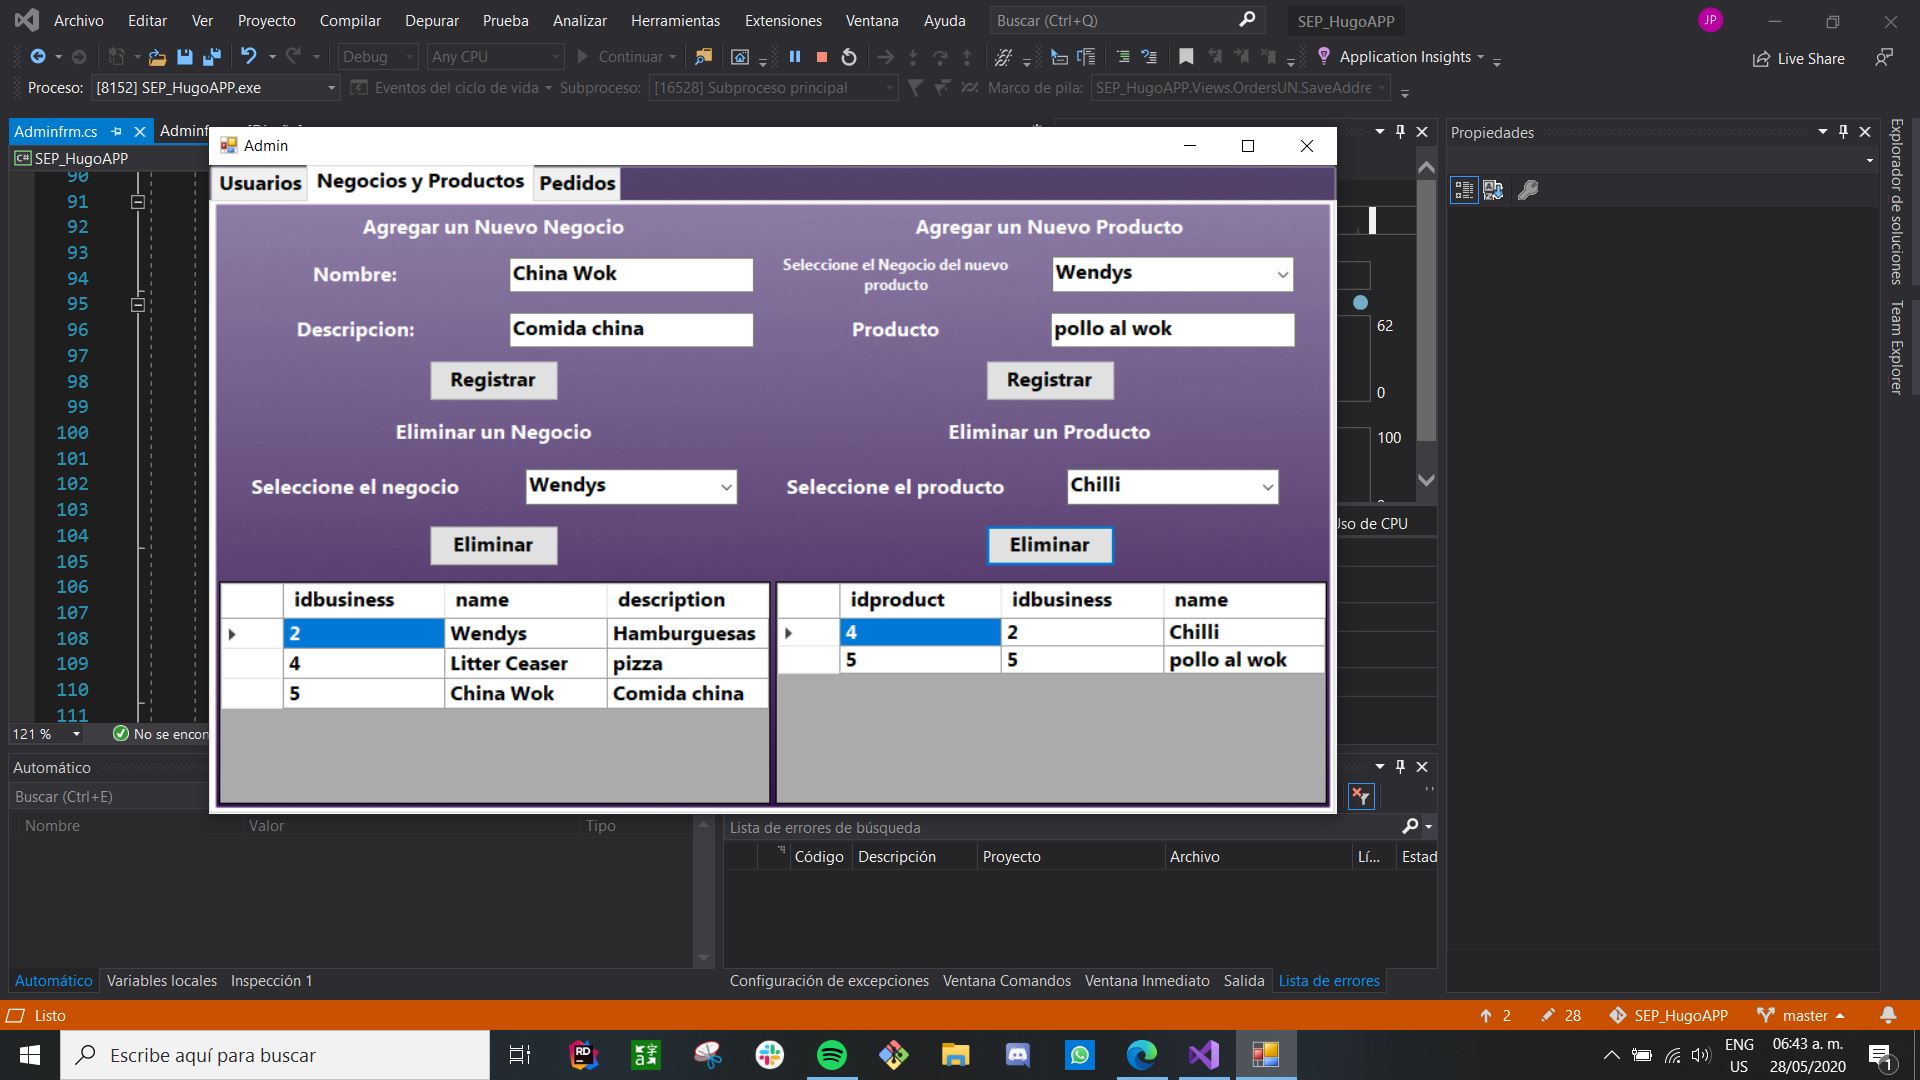 Archivo Editar Ver Proyecto Compilar Depurar Prueba Analizar Herramientas Extensiones Ventana Ayuda Buscar (Ctrl+Q) SEP_HugoAPP JP
Debug Any CPU Continuar Application Insights Live Share
Proceso: [8152] SEP_HugoAPP.exe Eventos del ciclo de vida Subproceso: [16528] Subproceso principal Marco de pila: SEP_HugoAPP.Views.OrdersUN.SaveAddre
Adminfrm.cs
Propiedades
Explorador de soluciones
Team Explorer
C# SEP_HugoAPP
90
91
92
93
94
95
96
97
98
99
100
101
102
103
104
105
106
107
108
109
110
111
121 % No se encon
Admin
Usuarios Negocios y Productos Pedidos
Agregar un Nuevo Negocio
Nombre: China Wok
Descripcion: Comida china
Registrar
Eliminar un Negocio
Seleccione el negocio Wendys
Eliminar
Agregar un Nuevo Producto
Seleccione el Negocio del nuevo
producto
Wendys
Producto pollo al wok
Registrar
Eliminar un Producto
Seleccione el producto Chilli
Eliminar
idbusiness name description
2 Wendys Hamburguesas
4 Litter Ceaser pizza
5 China Wok Comida china
idproduct idbusiness name
4 2 Chilli
5 5 pollo al wok
62
0
100
Uso de CPU
Automático
Buscar (Ctrl+E)
Nombre Valor Tipo
Automático Variables locales Inspección 1
Lista de errores de búsqueda
Código Descripción Proyecto Archivo Lí... Estad
Configuración de excepciones Ventana Comandos Ventana Inmediato Salida Lista de errores
Listo 2 28 SEP_HugoAPP master
Escribe aquí para buscar
RD
ENG
US
06:43 a. m.
28/05/2020
1